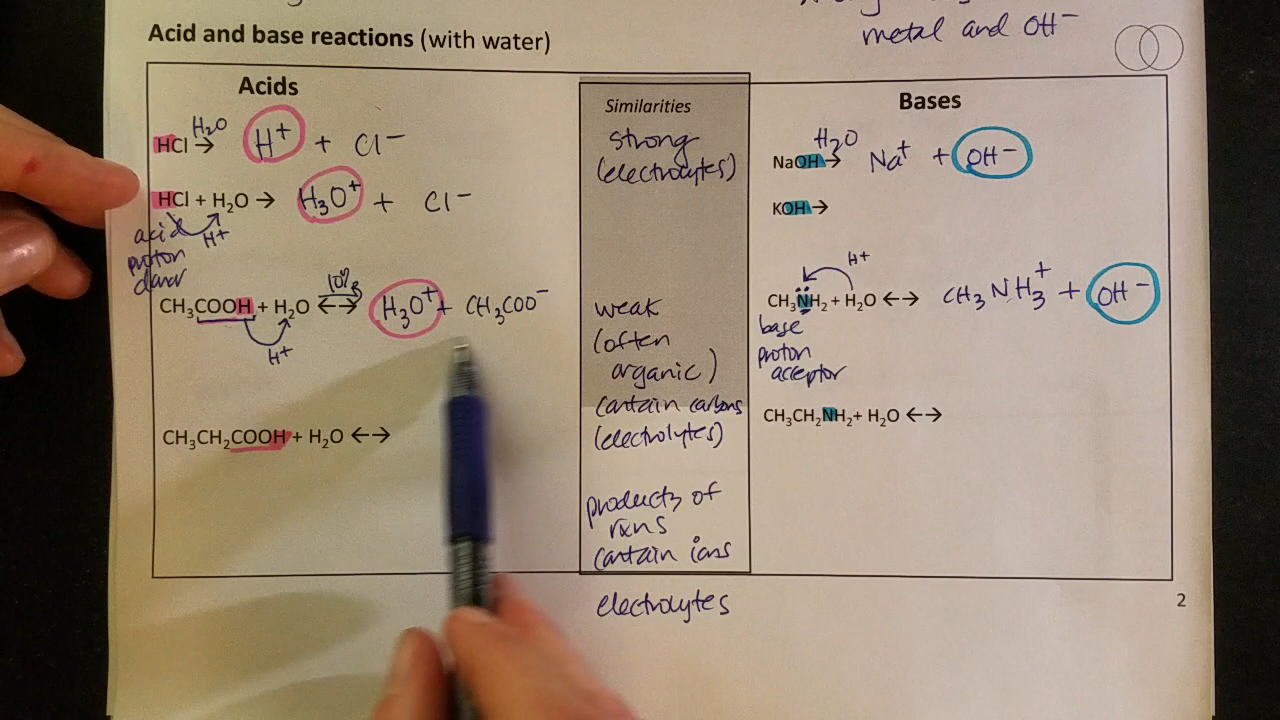 metal and OH⁻
Acid and base reactions (with water)
Acids
HCl →H₂O H⁺ + Cl⁻
HCl + H₂O → H₃O⁺ + Cl⁻
acid H⁺
proton
donor
CH₃COOH + H₂O ⟷ 10% H₃O⁺ + CH₃COO⁻
H⁺
CH₃CH₂COOH + H₂O ⟷
Similarities
strong
(electrolytes)
weak
(often
organic)
contain carbons
(electrolytes)
products of
rxns
contain ions
electrolytes
Bases
NaOH →H₂O Na⁺ + OH⁻
KOH →
H⁺
CH₃NH₂ + H₂O ⟷ CH₃NH₃⁺ + OH⁻
base
proton
acceptor
CH₃CH₂NH₂ + H₂O ⟷
2